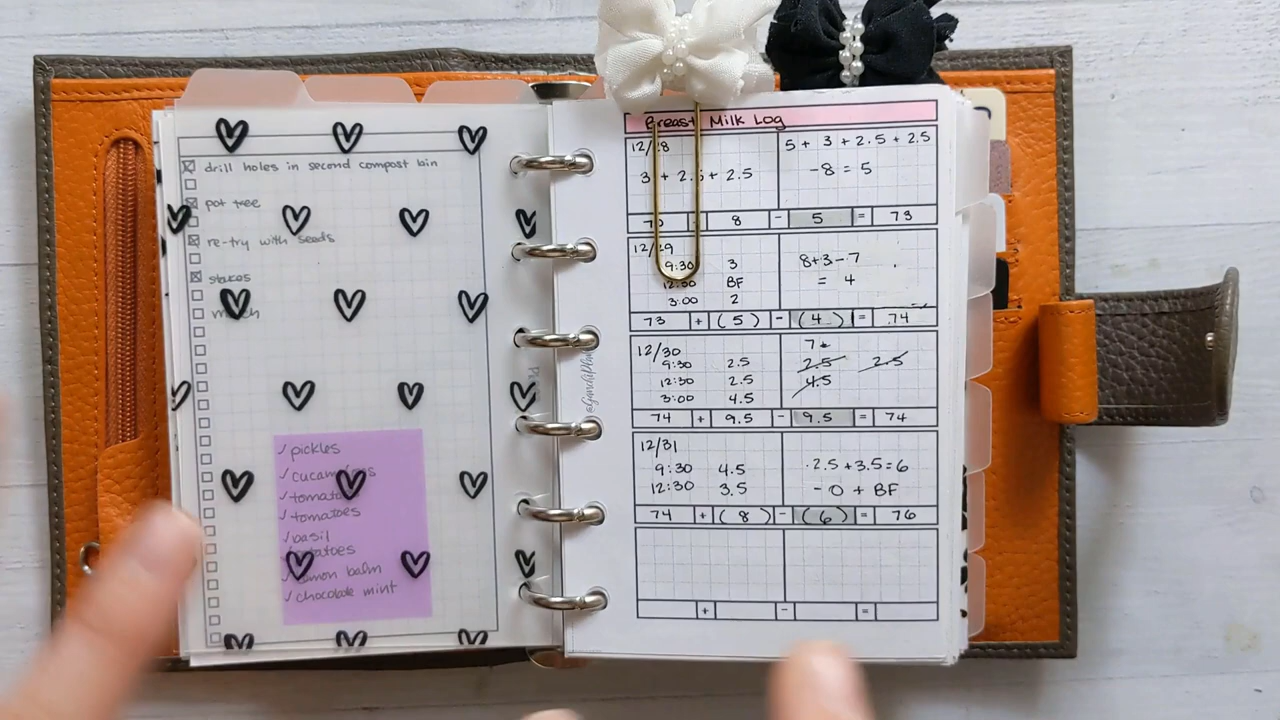 drill holes in second compost bin
pot tree
re-try with seeds
stakes
✓ pickles
✓
✓
✓ tomatoes
✓ basil
✓ lemon balm
✓ chocolate mint
Breast Milk Log
12/28
3 + 2.5 + 2.5
5 + 3 + 2.5 + 2.5
-8 = 5
70 8 - 5 = 73
12/29
9:30 3
12:30 BF
3:00 2
8+3-7
= 4
73 + (5) - (4) = 74
12/30
9:30 2.5
12:30 2.5
3:00 4.5
7
2.5 2.5
4.5
74 + 9.5 - 9.5 = 74
12/31
9:30 4.5
12:30 3.5
2.5+3.5=6
-0 + BF
74 + (8) - (6) = 76
+ - =